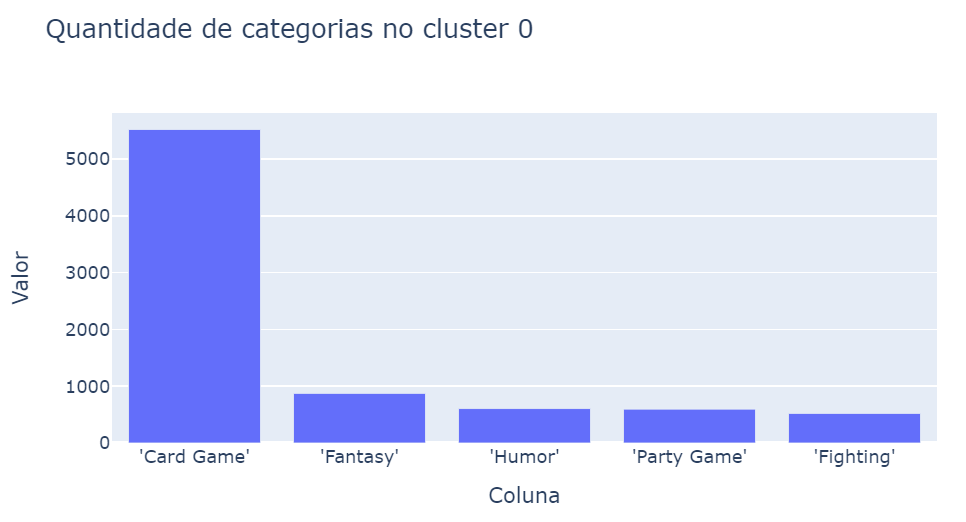 Quantidade de categorias no cluster 0
Valor
5000
4000
3000
2000
1000
0
'Card Game' 'Fantasy' 'Humor' 'Party Game' 'Fighting'
Coluna